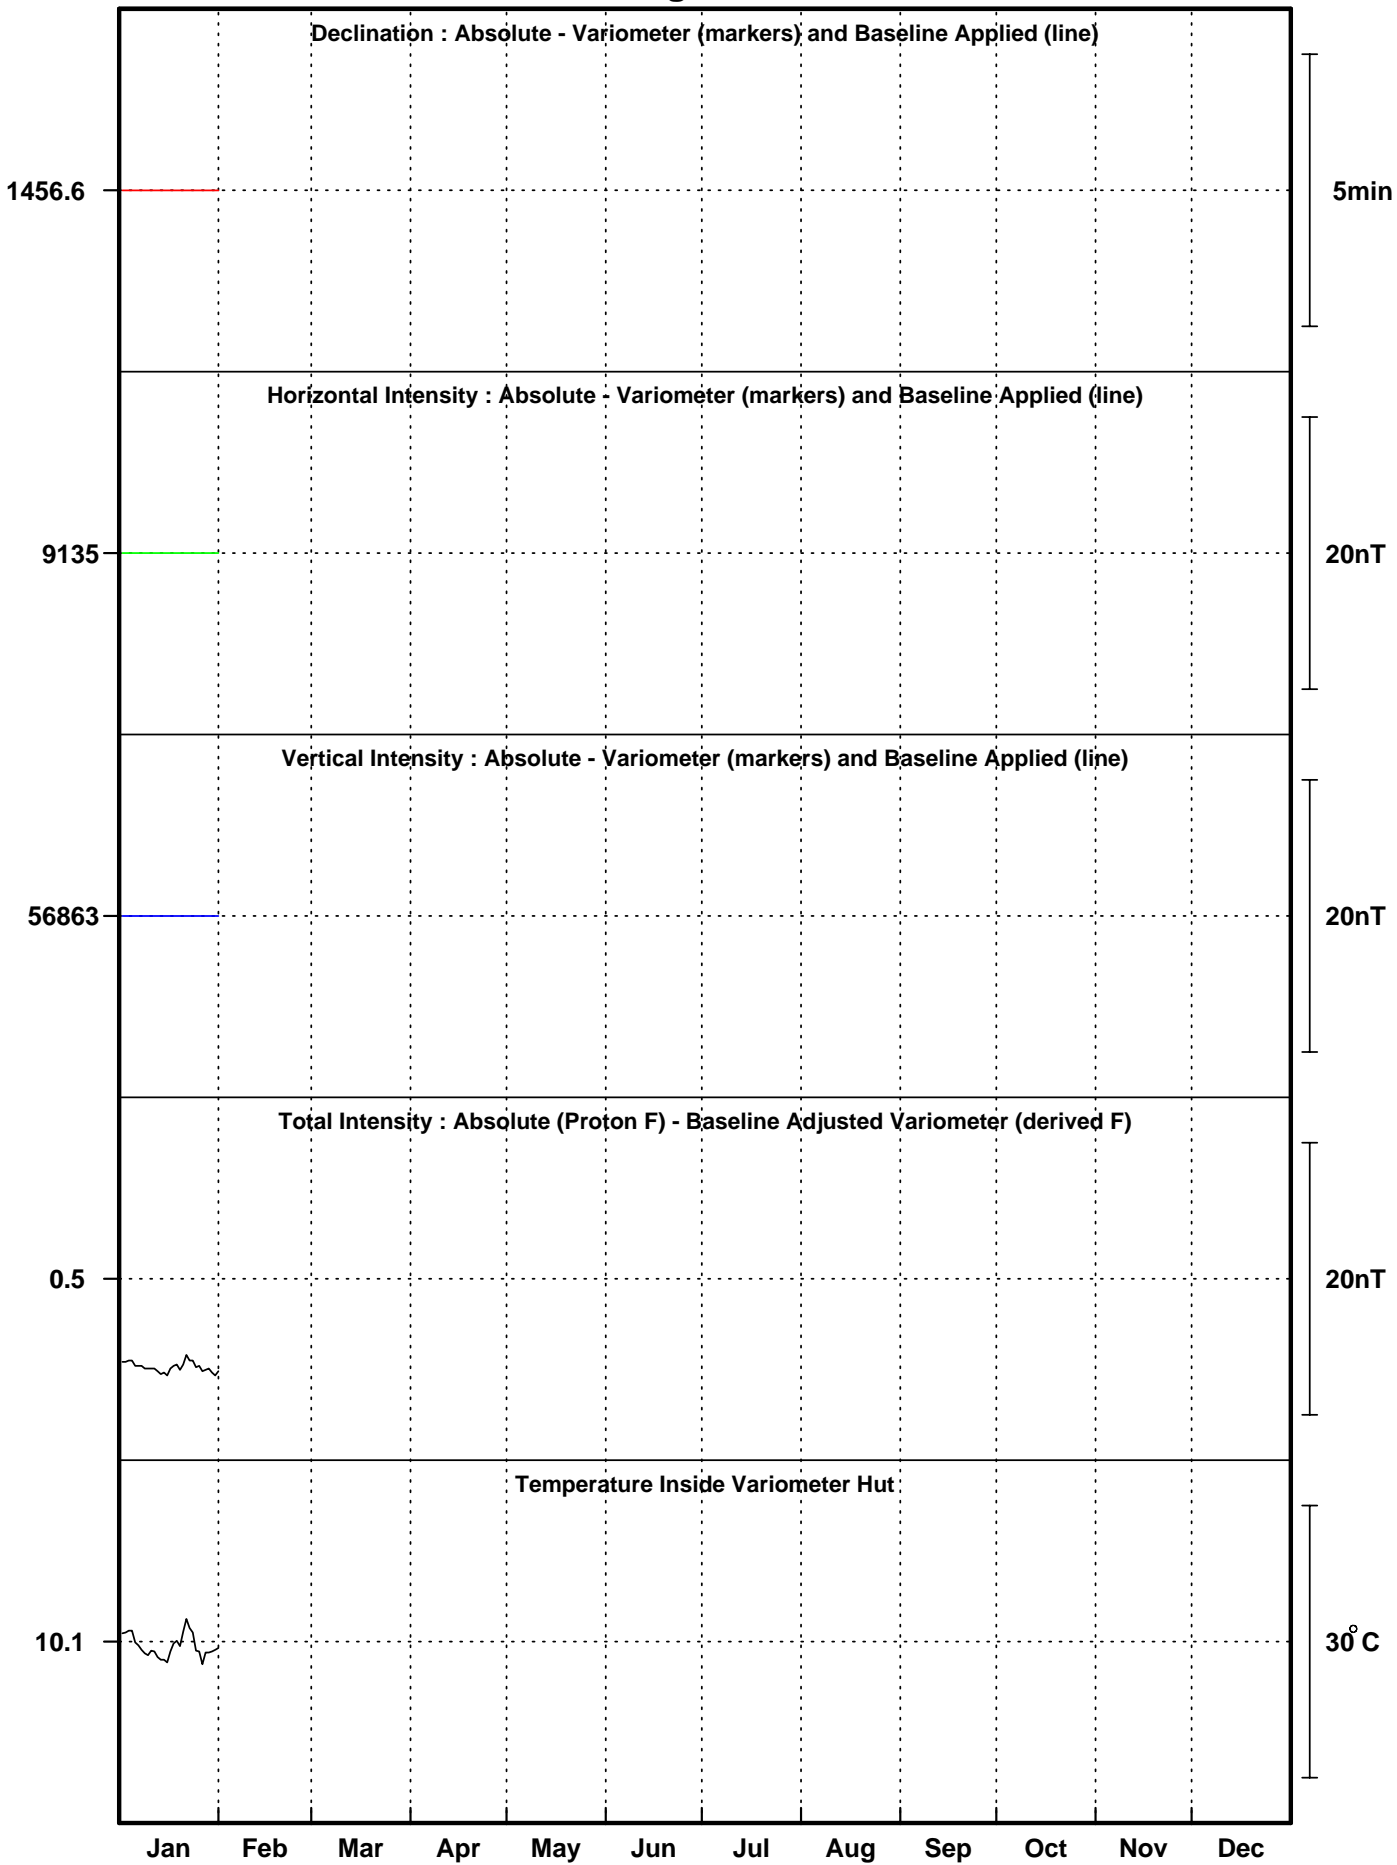 Declination : Absolute - Variometer (markers) and Baseline Applied (line)
1456.6
5min
Horizontal Intensity : Absolute - Variometer (markers) and Baseline Applied (line)
9135
20nT
Vertical Intensity : Absolute - Variometer (markers) and Baseline Applied (line)
56863
20nT
Total Intensity : Absolute (Proton F) - Baseline Adjusted Variometer (derived F)
0.5
20nT
Temperature Inside Variometer Hut
10.1
30°C
Jan Feb Mar Apr May Jun Jul Aug Sep Oct Nov Dec